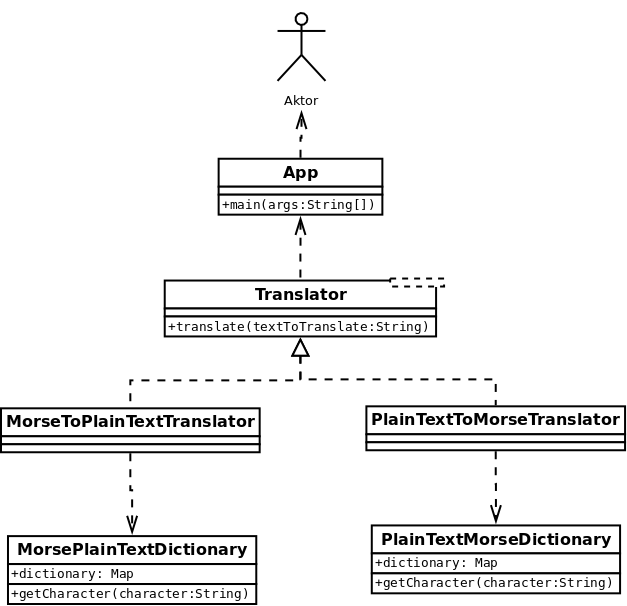 Aktor
App
+main(args:String[])
Translator
+translate(textToTranslate:String)
MorseToPlainTextTranslator
PlainTextToMorseTranslator
MorsePlainTextDictionary
+dictionary: Map
+getCharacter(character:String)
PlainTextMorseDictionary
+dictionary: Map
+getCharacter(character:String)